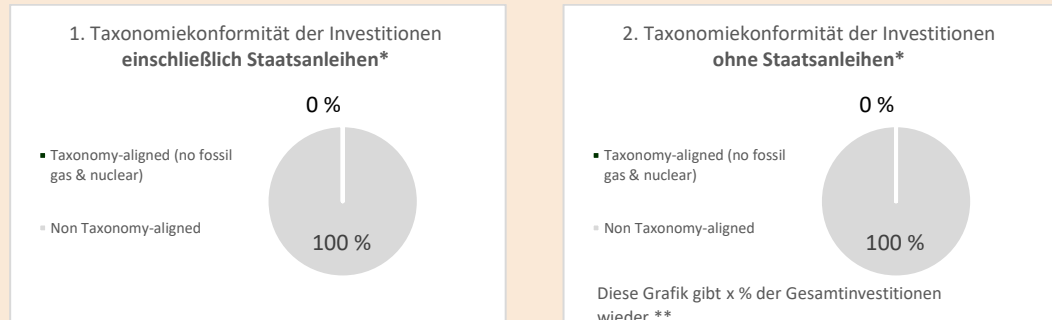 1. Taxonomiekonformität der Investitionen
einschließlich Staatsanleihen*
0 %
Taxonomy-aligned (no fossil
gas & nuclear)
Non Taxonomy-aligned
100 %
2. Taxonomiekonformität der Investitionen
ohne Staatsanleihen*
0 %
Taxonomy-aligned (no fossil
gas & nuclear)
Non Taxonomy-aligned
100 %
Diese Grafik gibt x % der Gesamtinvestitionen
wieder.**